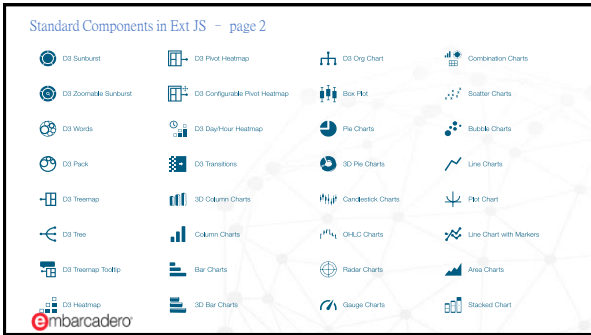 Standard Components in Ext JS – page 2
D3 Sunburst
D3 Zoomable Sunburst
D3 Words
D3 Pack
D3 Treemap
D3 Tree
D3 Treemap Tooltip
D3 Heatmap
D3 Pivot Heatmap
D3 Configurable Pivot Heatmap
D3 Day/Hour Heatmap
D3 Transitions
3D Column Charts
Column Charts
Bar Charts
3D Bar Charts
D3 Org Chart
Box Plot
Pie Charts
3D Pie Charts
Candlestick Charts
OHLC Charts
Radar Charts
Gauge Charts
Combination Charts
Scatter Charts
Bubble Charts
Line Charts
Plot Chart
Line Chart with Markers
Area Charts
Stacked Chart
embarcadero